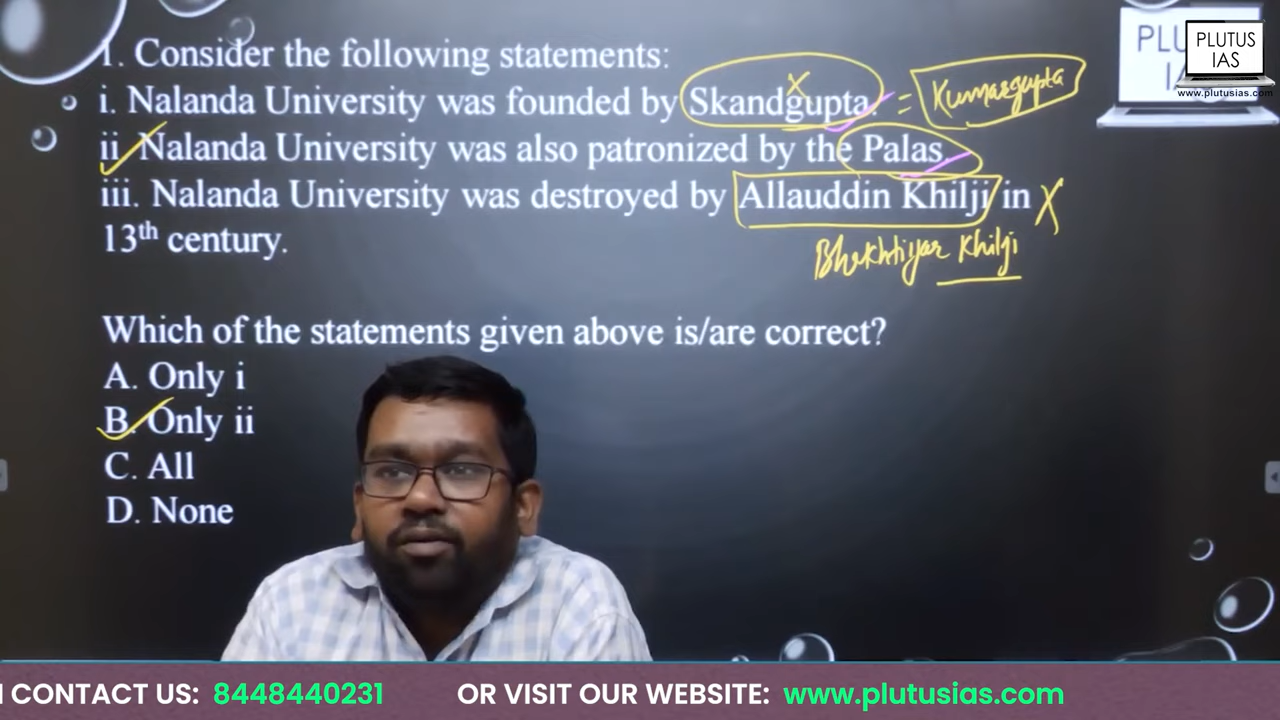 1. Consider the following statements:
i. Nalanda University was founded by Skandgupta. = Kumargupta
ii. Nalanda University was also patronized by the Palas.
iii. Nalanda University was destroyed by Allauddin Khilji in X
13th century.
Bhakhtiyar Khilji
Which of the statements given above is/are correct?
A. Only i
B. Only ii
C. All
D. None
PLUTUS
IAS
www.plutusias.com
CONTACT US: 8448440231 OR VISIT OUR WEBSITE: www.plutusias.com